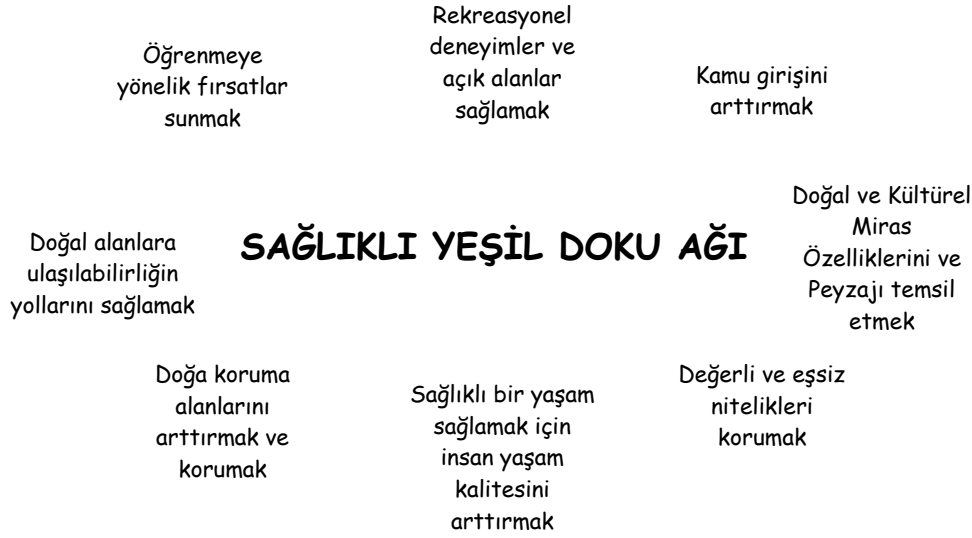 Rekreasyonel
deneyimler ve
açık alanlar
sağlamak
Öğrenmeye
yönelik fırsatlar
sunmak
Kamu girişini
arttırmak
Doğal ve Kültürel
Miras
Özelliklerini ve
Peyzajı temsil
etmek
SAĞLIKLI YEŞİL DOKU AĞI
Doğal alanlara
ulaşılabilirliğin
yollarını sağlamak
Doğa koruma
alanlarını
arttırmak ve
korumak
Sağlıklı bir yaşam
sağlamak için
insan yaşam
kalitesini
arttırmak
Değerli ve eşsiz
nitelikleri
korumak